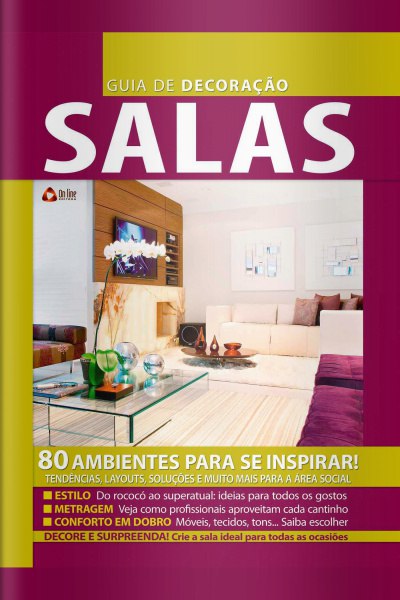 GUIA DE DECORAÇÃO
SALAS
On line
EDITORA
80 AMBIENTES PARA SE INSPIRAR!
TENDÊNCIAS, LAYOUTS, SOLUÇÕES E MUITO MAIS PARA A ÁREA SOCIAL
ESTILO Do rococó ao superatual: ideias para todos os gostos
METRAGEM Veja como profissionais aproveitam cada cantinho
CONFORTO EM DOBRO Móveis, tecidos, tons... Saiba escolher
DECORE E SURPREENDA! Crie a sala ideal para todas as ocasiões